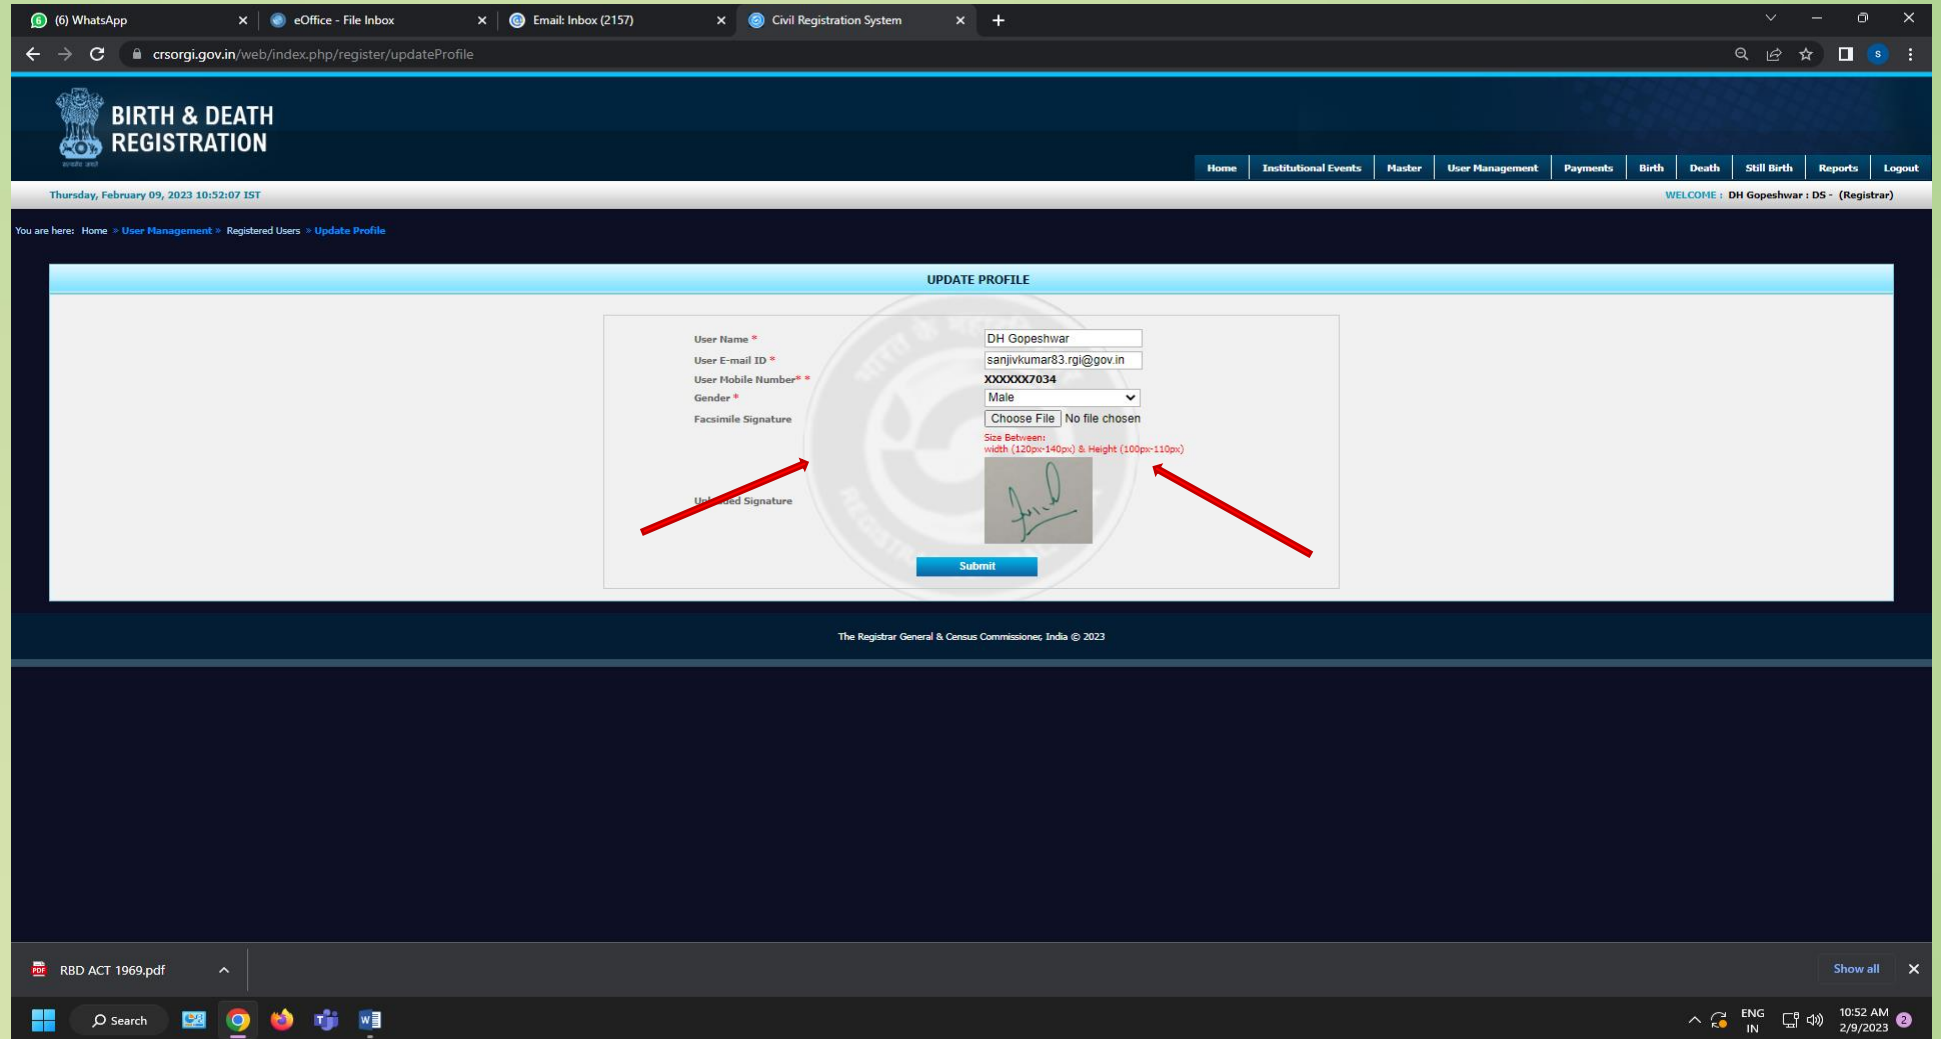 (6) WhatsApp
eOffice - File Inbox
Email: Inbox (2157)
Civil Registration System
crsorgi.gov.in/web/index.php/register/updateProfile
BIRTH & DEATH
REGISTRATION
Home Institutional Events Master User Management Payments Birth Death Still Birth Reports Logout
Thursday, February 09, 2023 10:52:07 IST
WELCOME : DH Gopeshwar : DS - (Registrar)
You are here: Home » User Management » Registered Users » Update Profile
UPDATE PROFILE
User Name * DH Gopeshwar
User E-mail ID * sanjivkumar83.rgi@gov.in
User Mobile Number* * XXXXXX7034
Gender * Male
Facsimile Signature Choose File No file chosen
Size Between:
width (120px-140px) & Height (100px-110px)
Uploaded Signature
Submit
The Registrar General & Census Commissioner, India © 2023
RBD ACT 1969.pdf
Show all
Search
ENG
IN
10:52 AM
2/9/2023
2